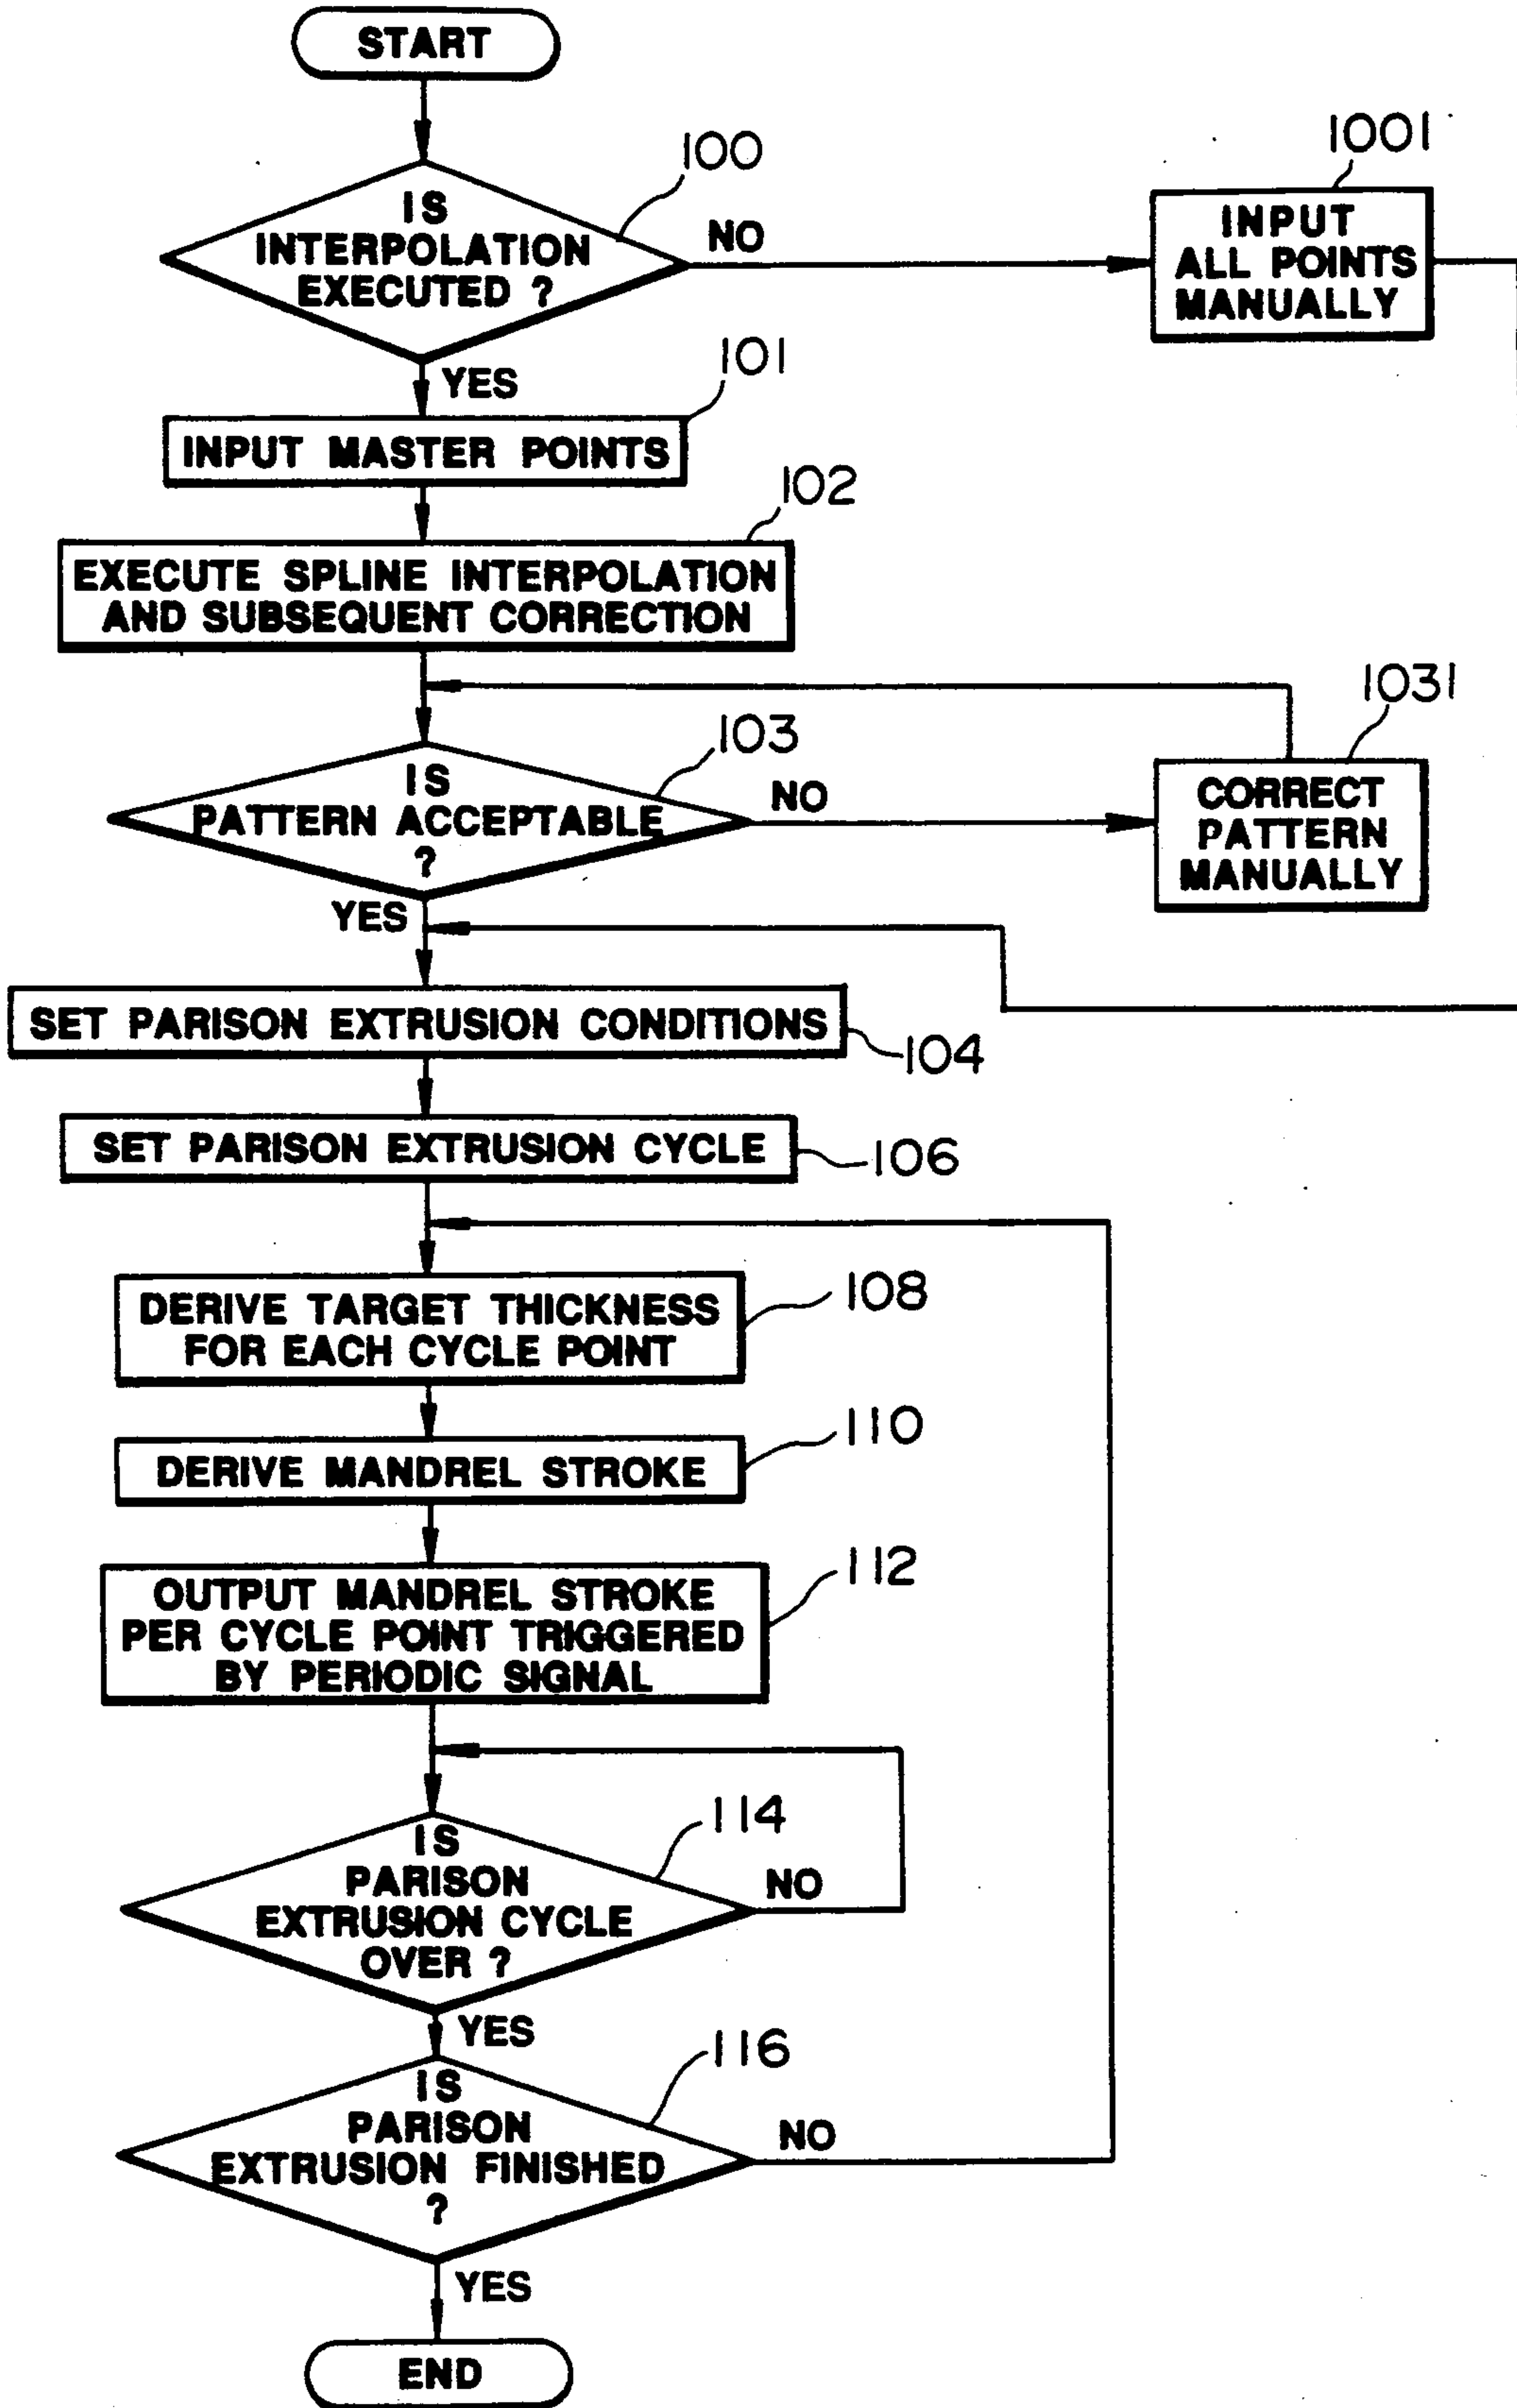 START
100
IS
INTERPOLATION
EXECUTED ?
NO
1001
INPUT
ALL POINTS
MANUALLY
YES
101
INPUT MASTER POINTS
102
EXECUTE SPLINE INTERPOLATION
AND SUBSEQUENT CORRECTION
103
IS
PATTERN ACCEPTABLE
?
NO
1031
CORRECT
PATTERN
MANUALLY
YES
SET PARISON EXTRUSION CONDITIONS
104
SET PARISON EXTRUSION CYCLE
106
DERIVE TARGET THICKNESS
FOR EACH CYCLE POINT
108
DERIVE MANDREL STROKE
110
OUTPUT MANDREL STROKE
PER CYCLE POINT TRIGGERED
BY PERIODIC SIGNAL
112
IS
PARISON
EXTRUSION CYCLE
OVER ?
114
NO
YES
IS
PARISON
EXTRUSION FINISHED
?
116
NO
YES
END